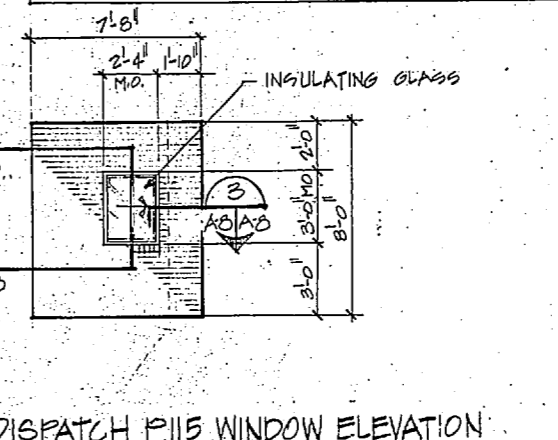 7'-8"
2'-4" 1'-10"
M.O.
INSULATING GLASS
2'-0"
3'-0" M.O.
8'-0"
3'-0"
3
A-8 A-8
DISPATCH P115 WINDOW ELEVATION